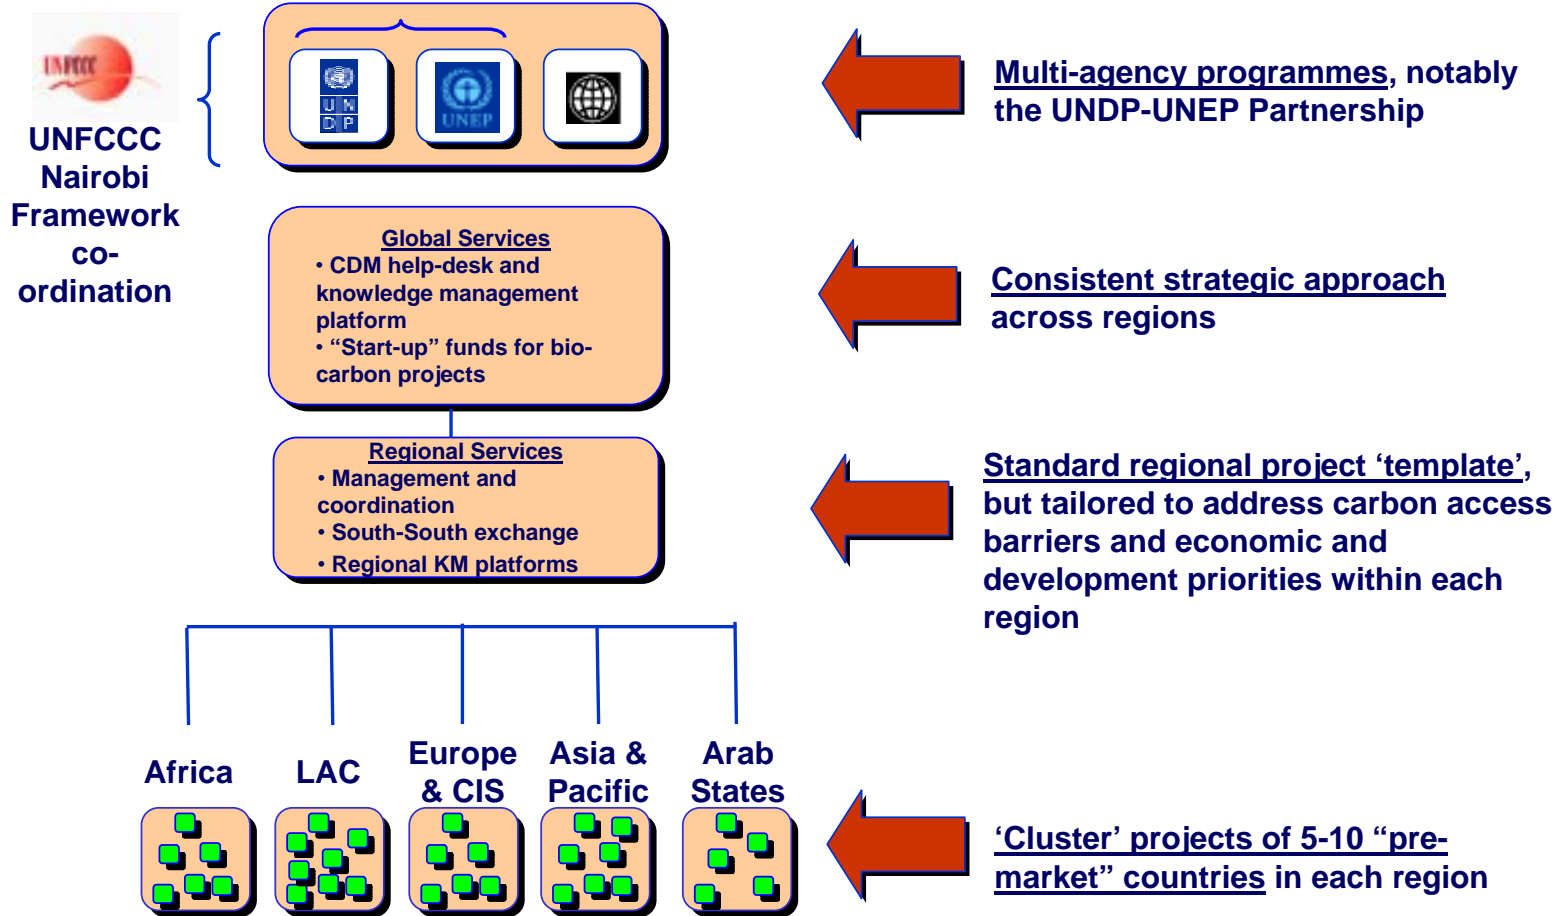 UNFCCC
UNFCCC
Nairobi
Framework
co-
ordination
UN
DP
UNEP
Multi-agency programmes, notably
the UNDP-UNEP Partnership
Global Services
• CDM help-desk and
knowledge management
platform
• “Start-up” funds for bio-
carbon projects
Consistent strategic approach
across regions
Regional Services
• Management and
coordination
• South-South exchange
• Regional KM platforms
Standard regional project ‘template’,
but tailored to address carbon access
barriers and economic and
development priorities within each
region
Africa
LAC
Europe
& CIS
Asia &
Pacific
Arab
States
‘Cluster’ projects of 5-10 “pre-
market” countries in each region